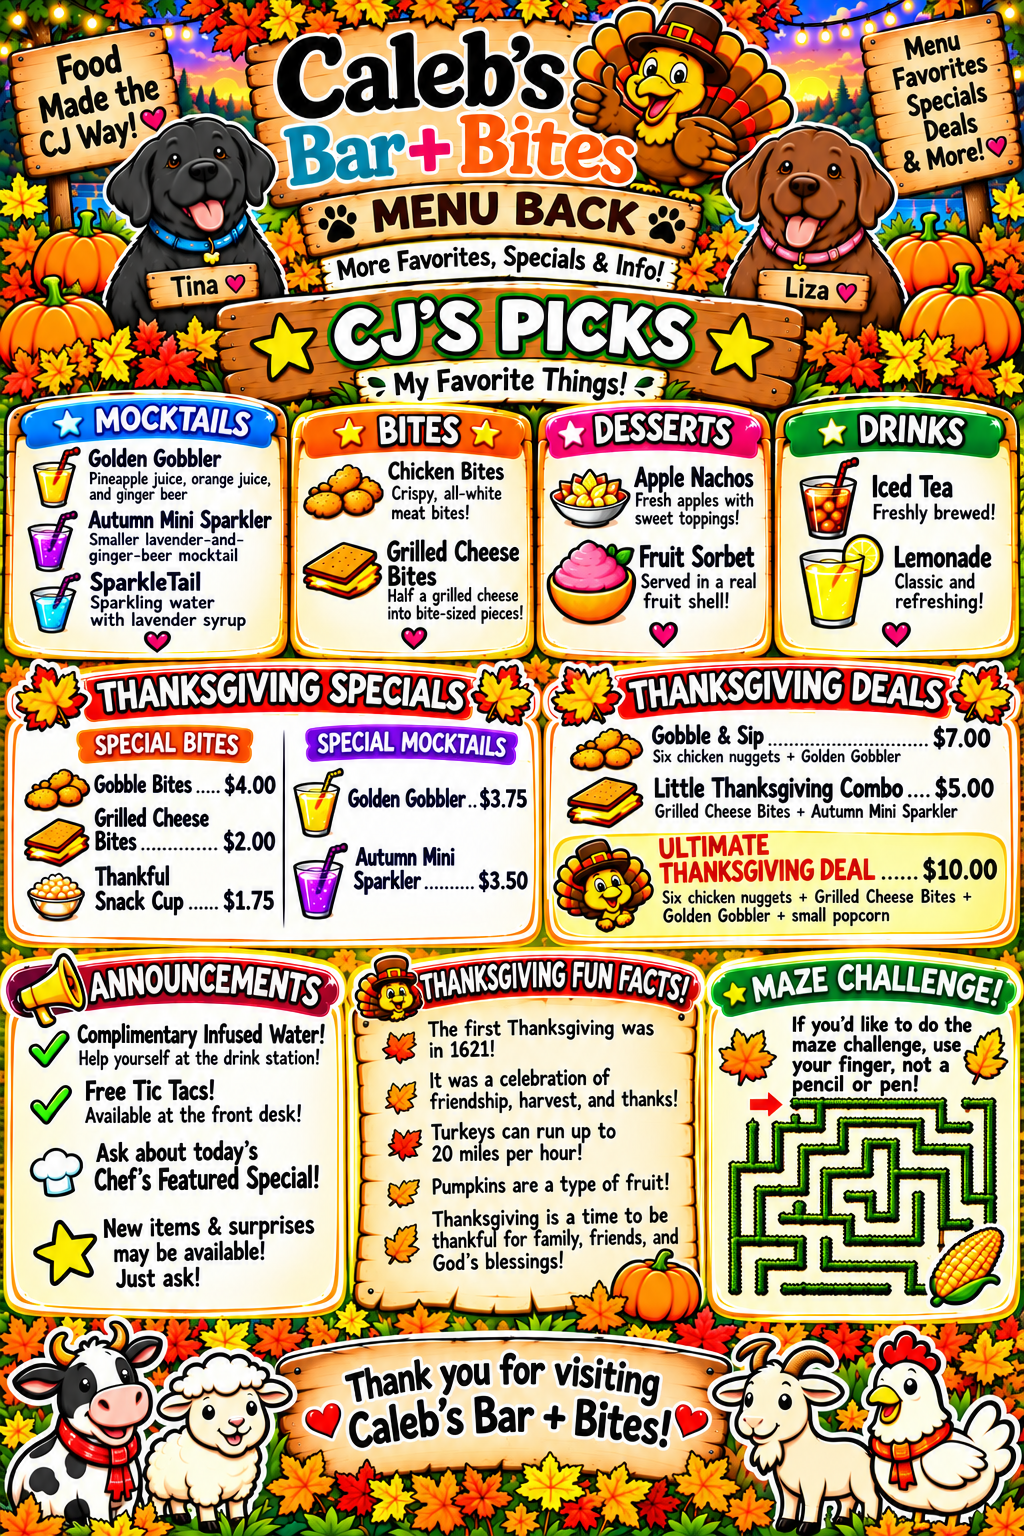 Food
Made the
CJ Way!
Caleb's
Bar + Bites
MENU BACK
More Favorites, Specials & Info!
Menu
Favorites
Specials
Deals
& More!
Tina
Liza
CJ'S PICKS
My Favorite Things!
MOCKTAILS
Golden Gobbler
Pineapple juice, orange juice,
and ginger beer
Autumn Mini Sparkler
Smaller lavender-and-
ginger-beer mocktail
SparkleTail
Sparkling water
with lavender syrup
BITES
Chicken Bites
Crispy, all-white
meat bites!
Grilled Cheese
Bites
Half a grilled cheese
into bite-sized pieces!
DESSERTS
Apple Nachos
Fresh apples with
sweet toppings!
Fruit Sorbet
Served in a real
fruit shell!
DRINKS
Iced Tea
Freshly brewed!
Lemonade
Classic and
refreshing!
THANKSGIVING SPECIALS
SPECIAL BITES
Gobble Bites ..... $4.00
Grilled Cheese
Bites ............... $2.00
Thankful
Snack Cup ...... $1.75
SPECIAL MOCKTAILS
Golden Gobbler .. $3.75
Autumn Mini
Sparkler .......... $3.50
THANKSGIVING DEALS
Gobble & Sip ............................. $7.00
Six chicken nuggets + Golden Gobbler
Little Thanksgiving Combo .... $5.00
Grilled Cheese Bites + Autumn Mini Sparkler
ULTIMATE
THANKSGIVING DEAL ...... $10.00
Six chicken nuggets + Grilled Cheese Bites +
Golden Gobbler + small popcorn
ANNOUNCEMENTS
Complimentary Infused Water!
Help yourself at the drink station!
Free Tic Tacs!
Available at the front desk!
Ask about today's
Chef's Featured Special!
New items & surprises
may be available!
Just ask!
THANKSGIVING FUN FACTS!
The first Thanksgiving was
in 1621!
It was a celebration of
friendship, harvest, and thanks!
Turkeys can run up to
20 miles per hour!
Pumpkins are a type of fruit!
Thanksgiving is a time to be
thankful for family, friends, and
God's blessings!
MAZE CHALLENGE!
If you'd like to do the
maze challenge, use
your finger, not a
pencil or pen!
Thank you for visiting
Caleb's Bar + Bites!